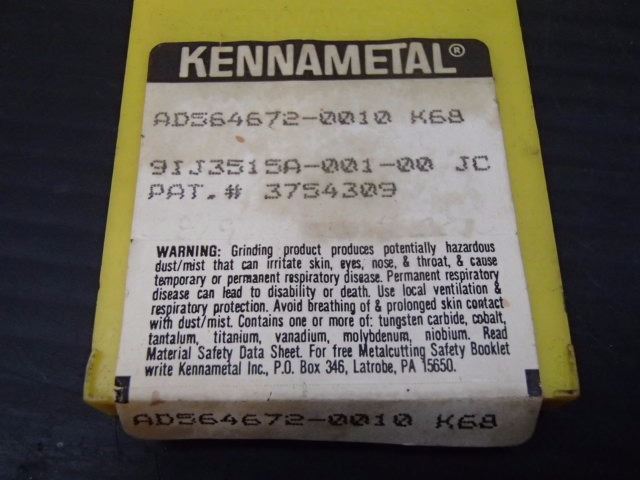 KENNAMETAL®
AD564672-0010 K68
9IJ3515A-001-00 JC
PAT.# 3754309
WARNING: Grinding product produces potentially hazardous
dust/mist that can irritate skin, eyes, nose, & throat, & cause
temporary or permanent respiratory disease. Permanent respiratory
disease can lead to disability or death. Use local ventilation &
respiratory protection. Avoid breathing of & prolonged skin contact
with dust/mist. Contains one or more of: tungsten carbide, cobalt,
tantalum, titanium, vanadium, molybdenum, niobium. Read
Material Safety Data Sheet. For free Metalcutting Safety Booklet
write Kennametal Inc., P.O. Box 346, Latrobe, PA 15650.
AD564672-0010 K68